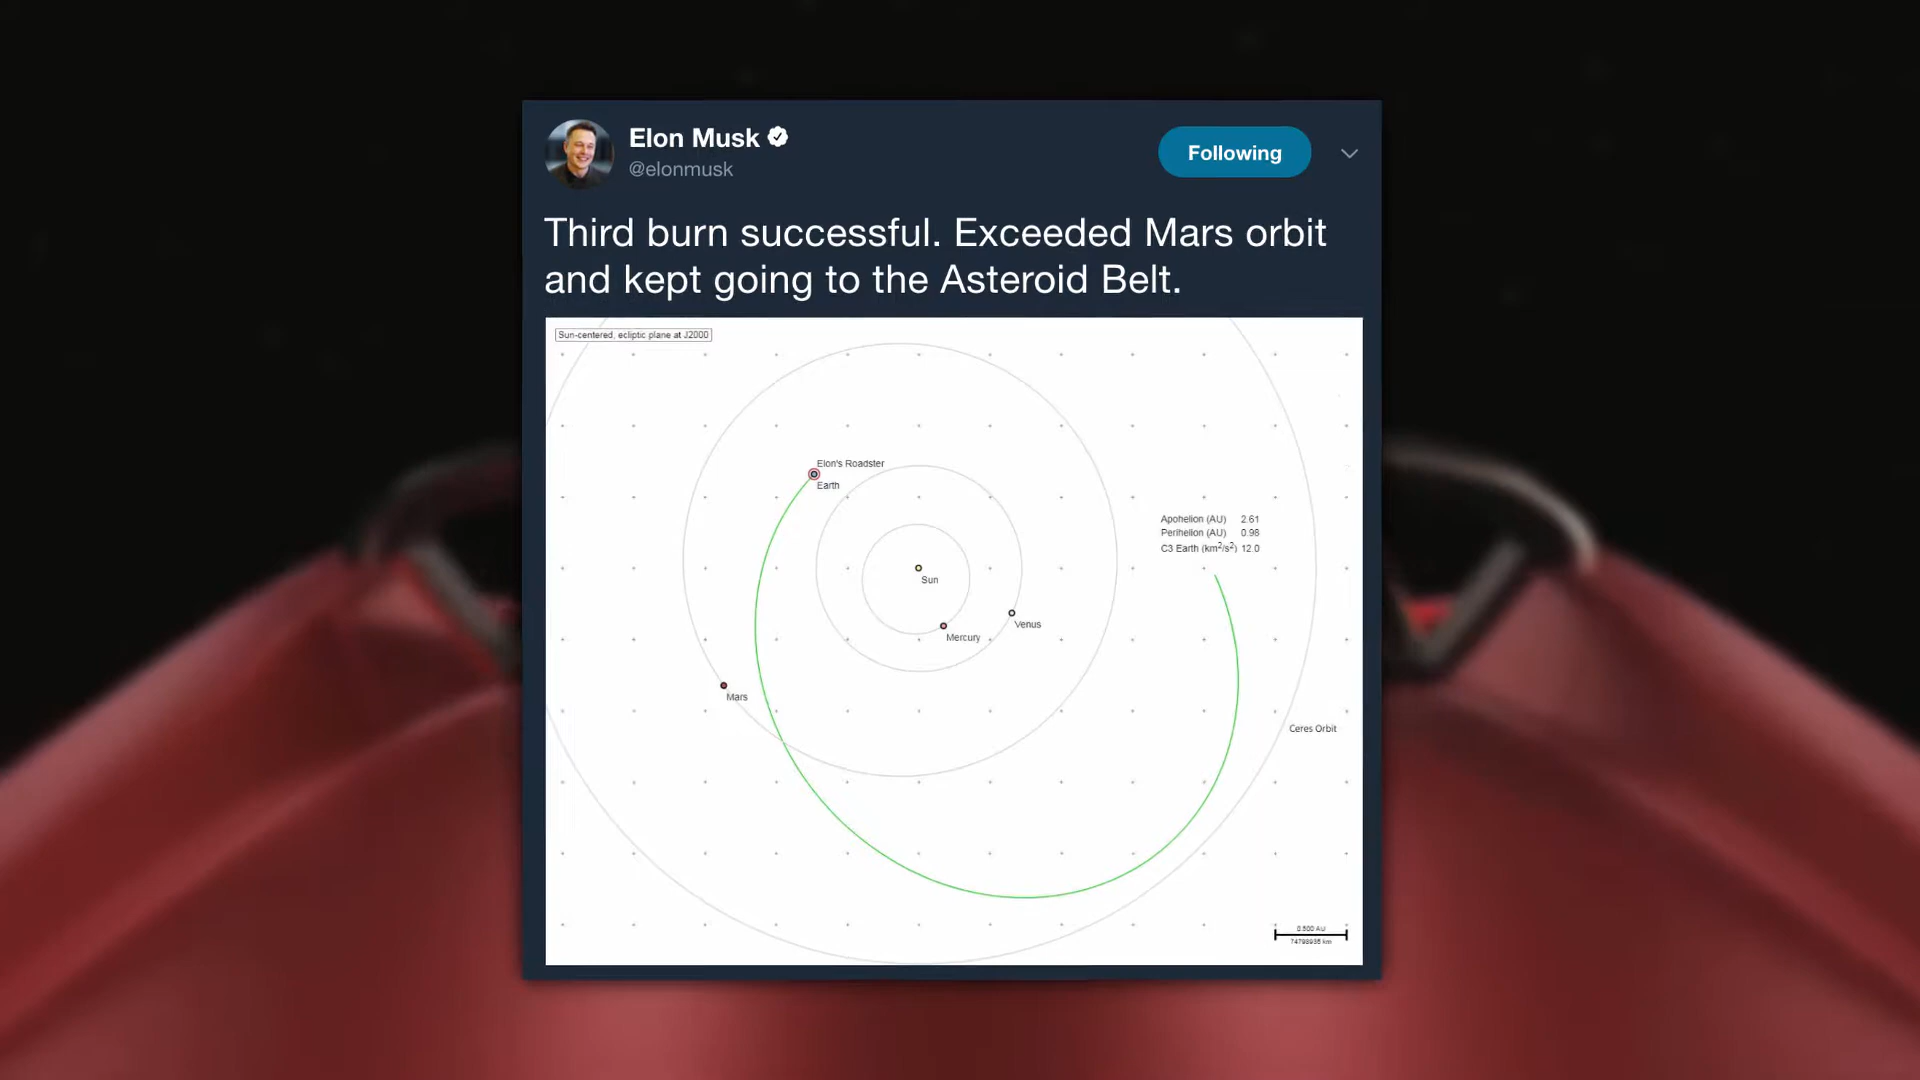 Elon Musk
@elonmusk
Following
Third burn successful. Exceeded Mars orbit
and kept going to the Asteroid Belt.
Sun-centered, ecliptic plane at J2000
Elon's Roadster
Earth
Apohelion (AU) 2.61
Perihelion (AU) 0.98
C3 Earth (km²/s²) 12.0
Sun
Venus
Mercury
Mars
Ceres Orbit
0.500 AU
74798935 km